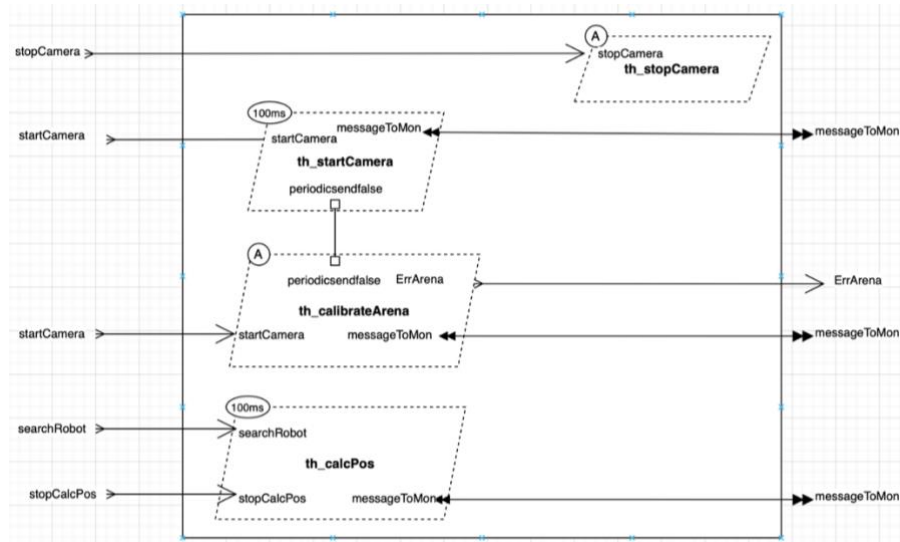 A
stopCamera
stopCamera
th_stopCamera
100ms
startCamera
startCamera
messageToMon
messageToMon
th_startCamera
periodicsendfalse
A
periodicsendfalse
ErrArena
ErrArena
th_calibrateArena
startCamera
startCamera
messageToMon
messageToMon
100ms
searchRobot
searchRobot
th_calcPos
stopCalcPos
stopCalcPos
messageToMon
messageToMon